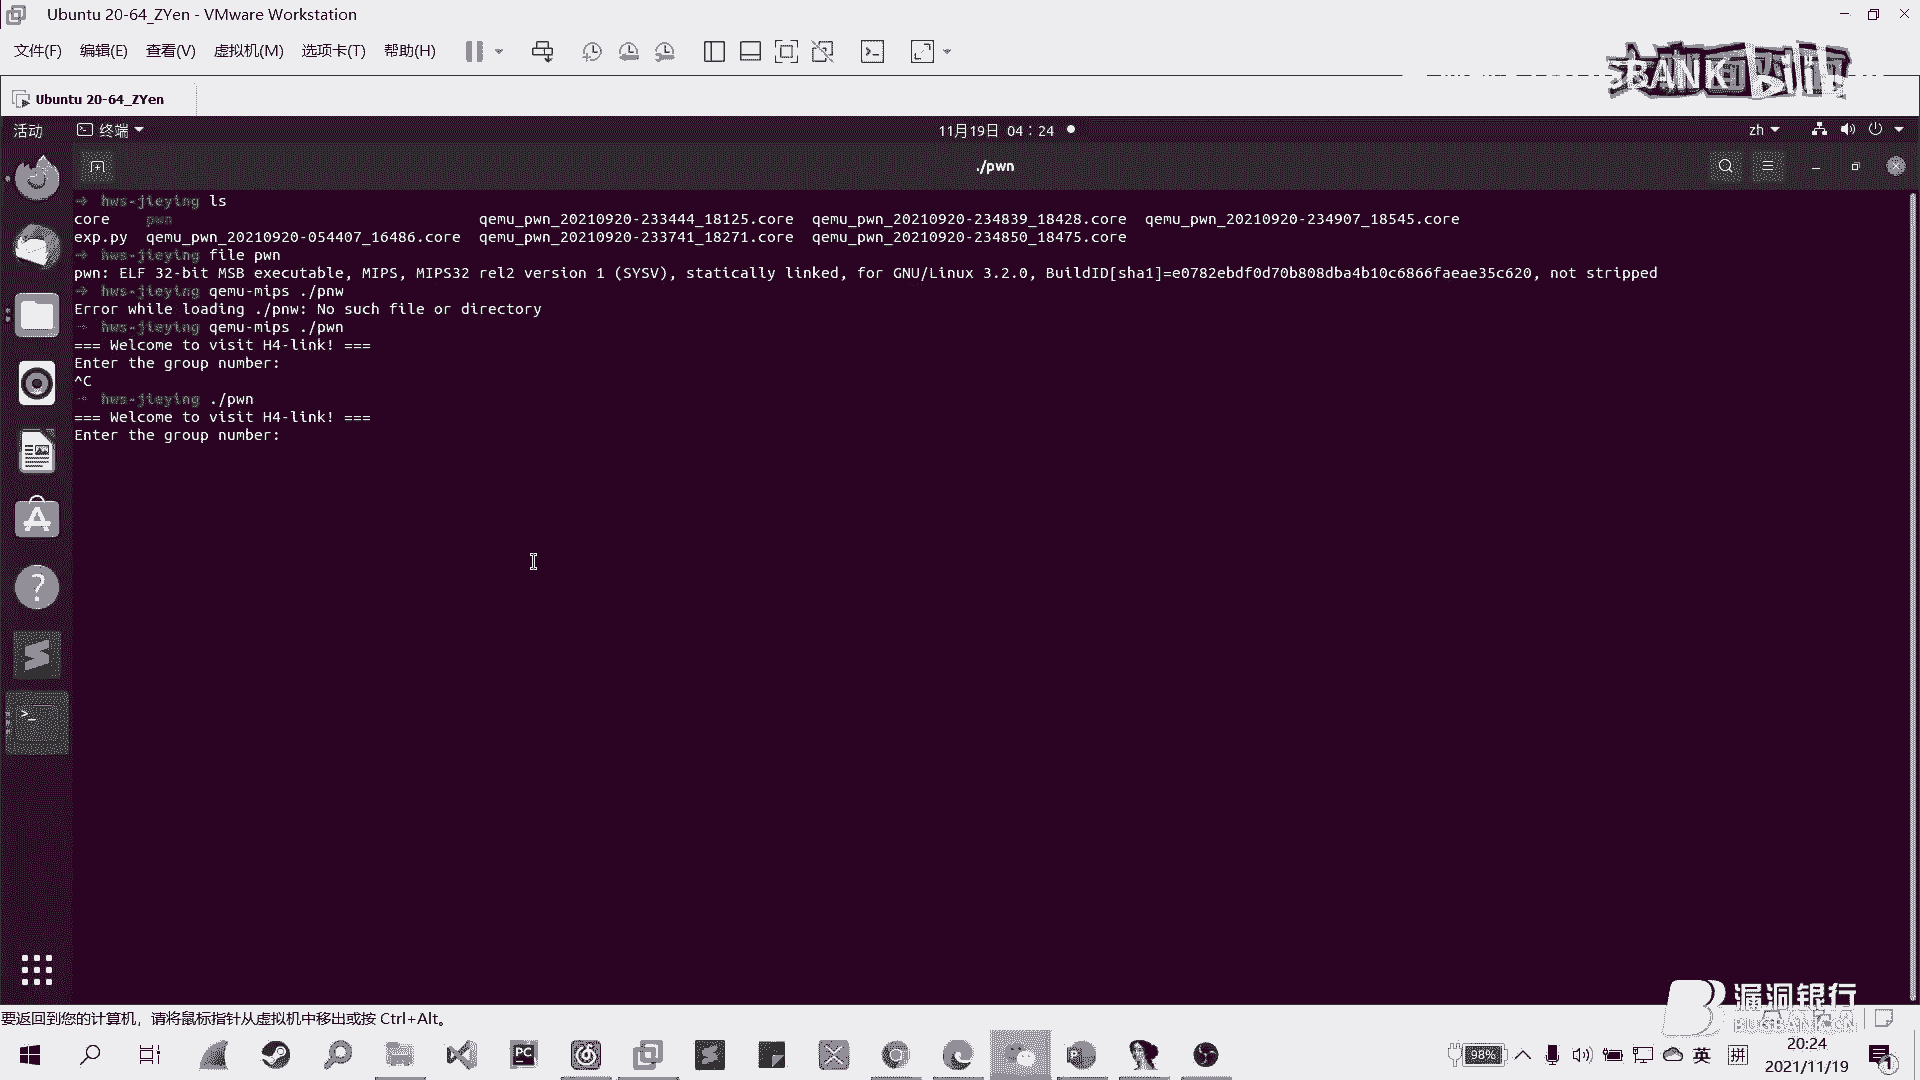 Ubuntu 20-64_ZYen - VMware Workstation
文件(F) 编辑(E) 查看(V) 虚拟机(M) 选项卡(T) 帮助(H)
Ubuntu 20-64_ZYen
活动 终端 11月19日 04：24 zh
./pwn
→ hws-jieying ls
core pwn qemu_pwn_20210920-233444_18125.core qemu_pwn_20210920-234839_18428.core qemu_pwn_20210920-234907_18545.core
exp.py qemu_pwn_20210920-054407_16486.core qemu_pwn_20210920-233741_18271.core qemu_pwn_20210920-234850_18475.core
→ hws-jieying file pwn
pwn: ELF 32-bit MSB executable, MIPS, MIPS32 rel2 version 1 (SYSV), statically linked, for GNU/Linux 3.2.0, BuildID[sha1]=e0782ebdf0d70b808dba4b10c6866faeae35c620, not stripped
→ hws-jieying qemu-mips ./pnw
Error while loading ./pnw: No such file or directory
→ hws-jieying qemu-mips ./pwn
=== Welcome to visit H4-link! ===
Enter the group number:
^C
→ hws-jieying ./pwn
=== Welcome to visit H4-link! ===
Enter the group number:
漏洞银行
BUGBANK.CN
要返回到您的计算机，请将鼠标指针从虚拟机中移出或按 Ctrl+Alt。
98% 英 拼
20:24
2021/11/19